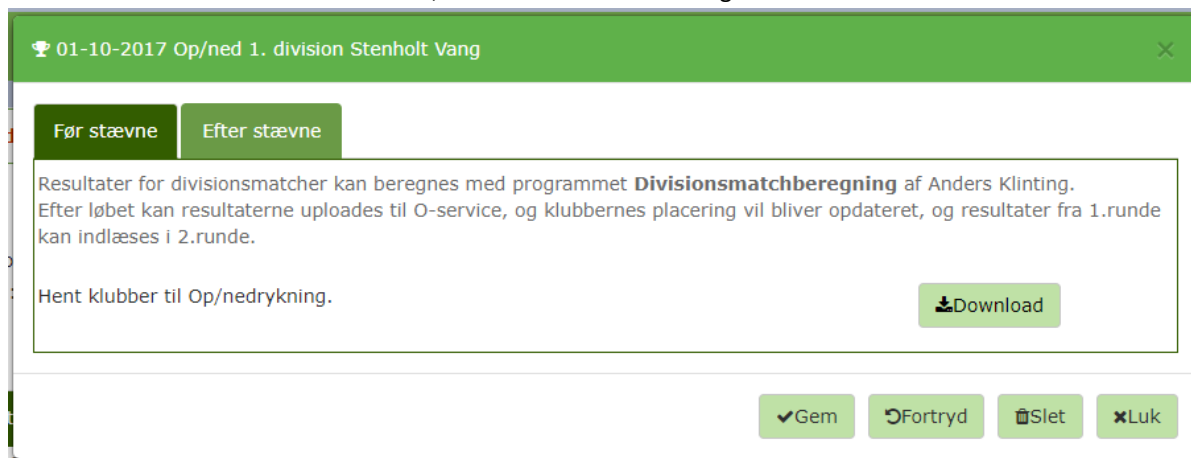 01-10-2017 Op/ned 1. division Stenholt Vang
Før stævne Efter stævne
Resultater for divisionsmatcher kan beregnes med programmet Divisionsmatchberegning af Anders Klinting.
Efter løbet kan resultaterne uploades til O-service, og klubbernes placering vil bliver opdateret, og resultater fra 1.runde
kan indlæses i 2.runde.
Hent klubber til Op/nedrykning.
Download
Gem Fortryd Slet Luk